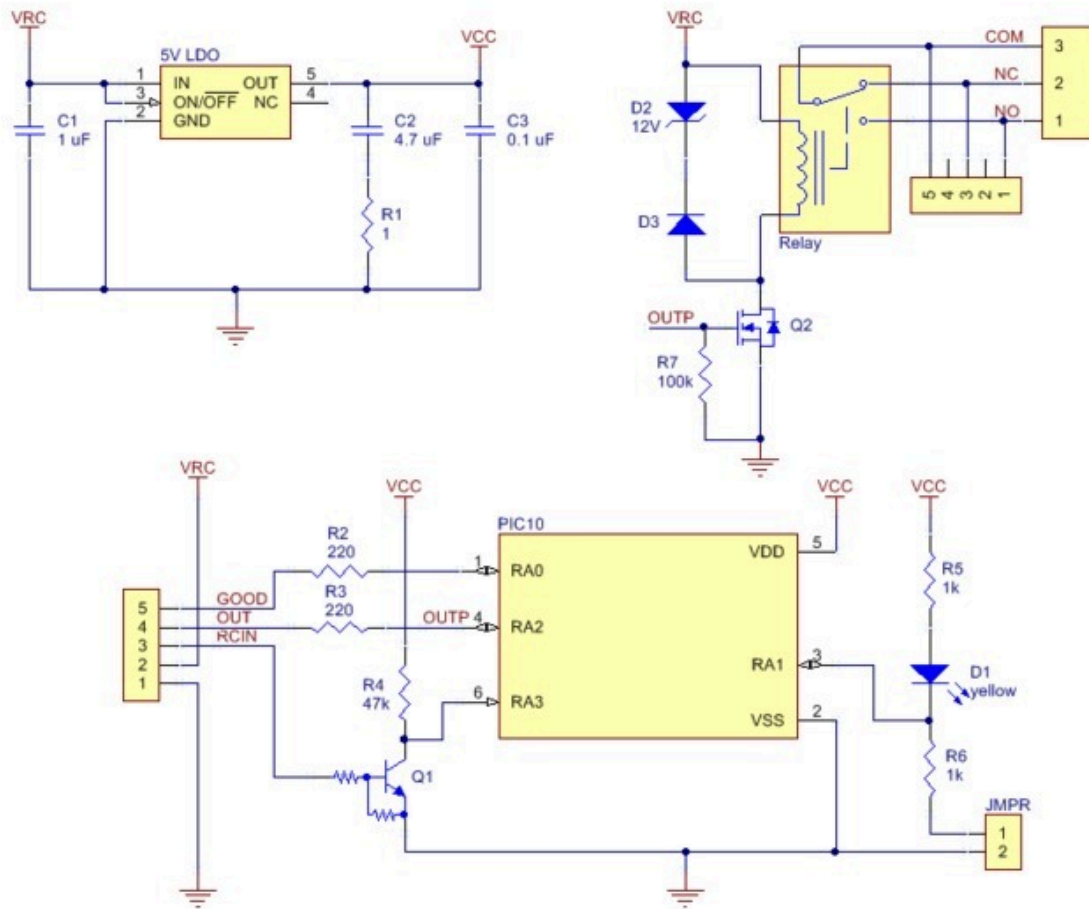 VRC
5V LDO
VCC
1 IN OUT 5
3 ON/OFF NC 4
2 GND
C1
1 uF
C2
4.7 uF
C3
0.1 uF
R1
1
VRC
COM
NC
NO
3
2
1
D2
12V
D3
Relay
5 4 3 2 1
OUTP
Q2
R7
100k
VRC
VCC
PIC10
VCC
VCC
R2
220
R3
220
GOOD
OUT
RCIN
OUTP
5
4
3
2
1
1 RA0
4 RA2
6 RA3
VDD 5
RA1 3
VSS 2
R4
47k
Q1
R5
1k
D1
yellow
R6
1k
JMPR
1
2